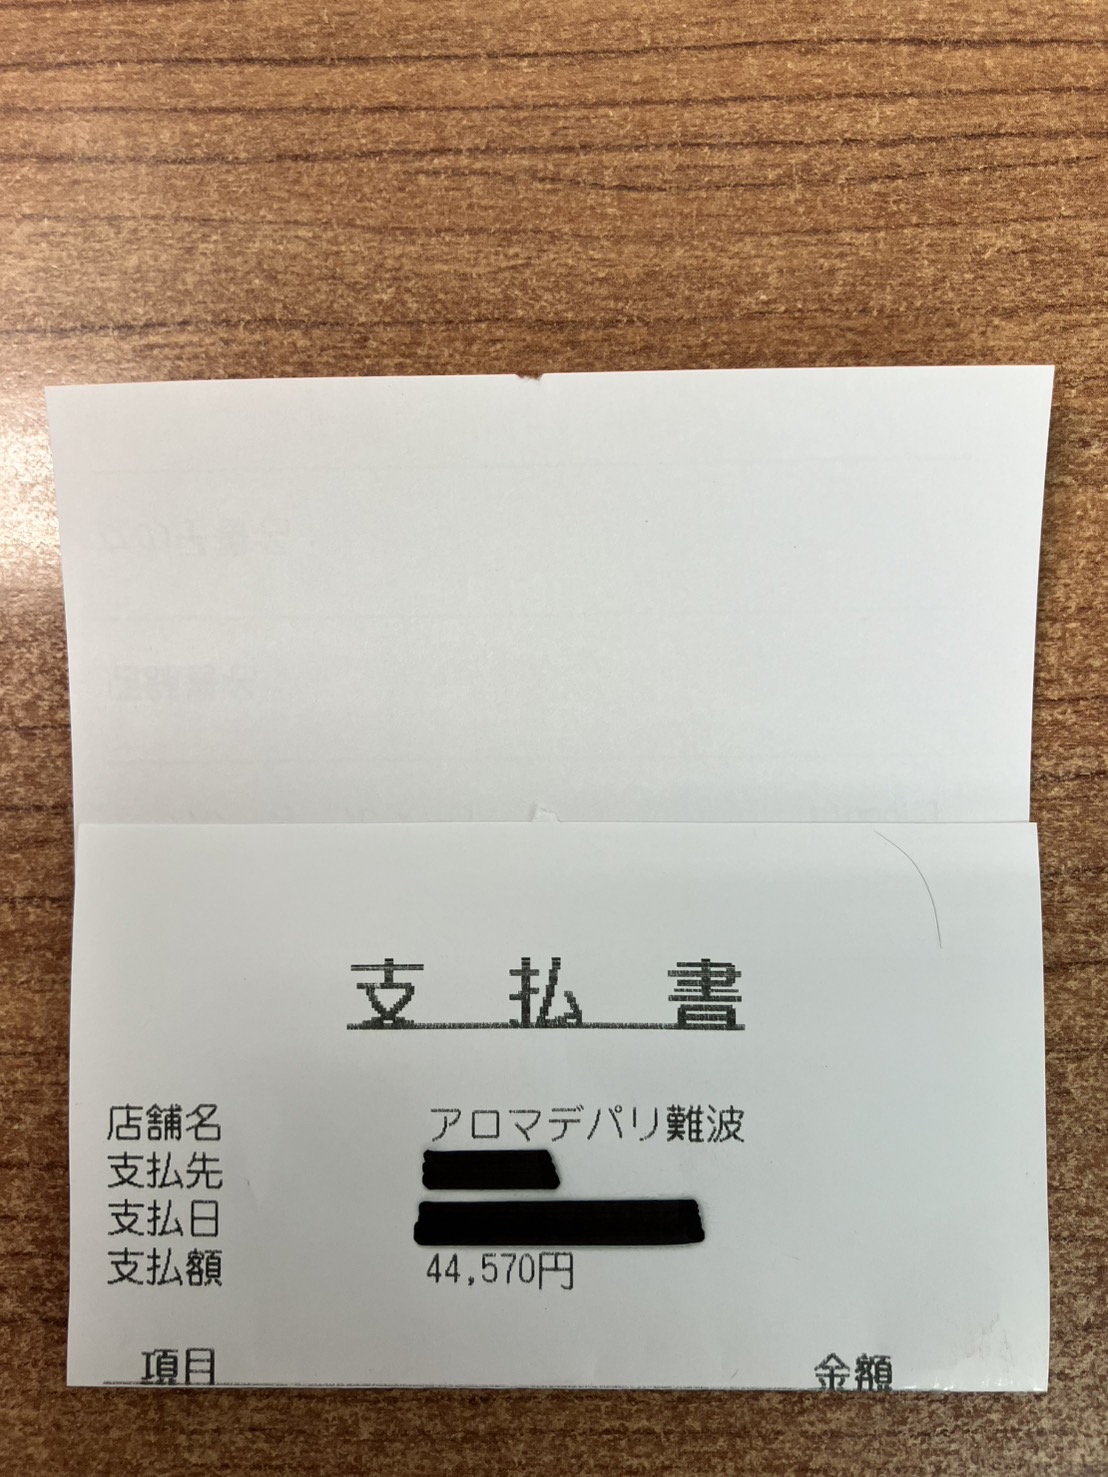 支払書
店舗名 アロマデパリ難波
支払先
支払日
支払額 44,570円
項目 金額